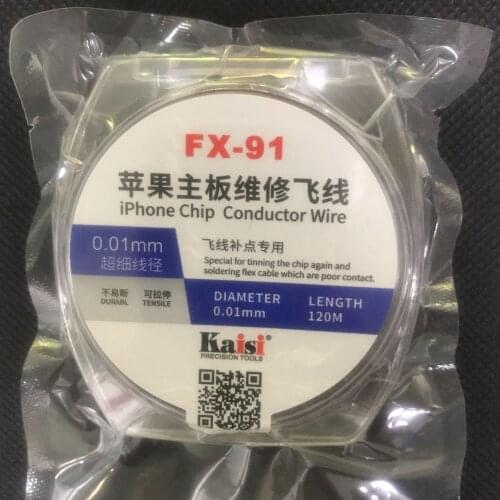 FX-91
苹果主板维修飞线
iPhone Chip Conductor Wire
0.01mm
超细线径
飞线补点专用
Special for tinning the chip again and
soldering flex cable which are poor contact.
不易断 可拉伸
DURABL TENSILE
DIAMETER LENGTH
0.01mm 120M
Kaisi
PRECISION TOOLS